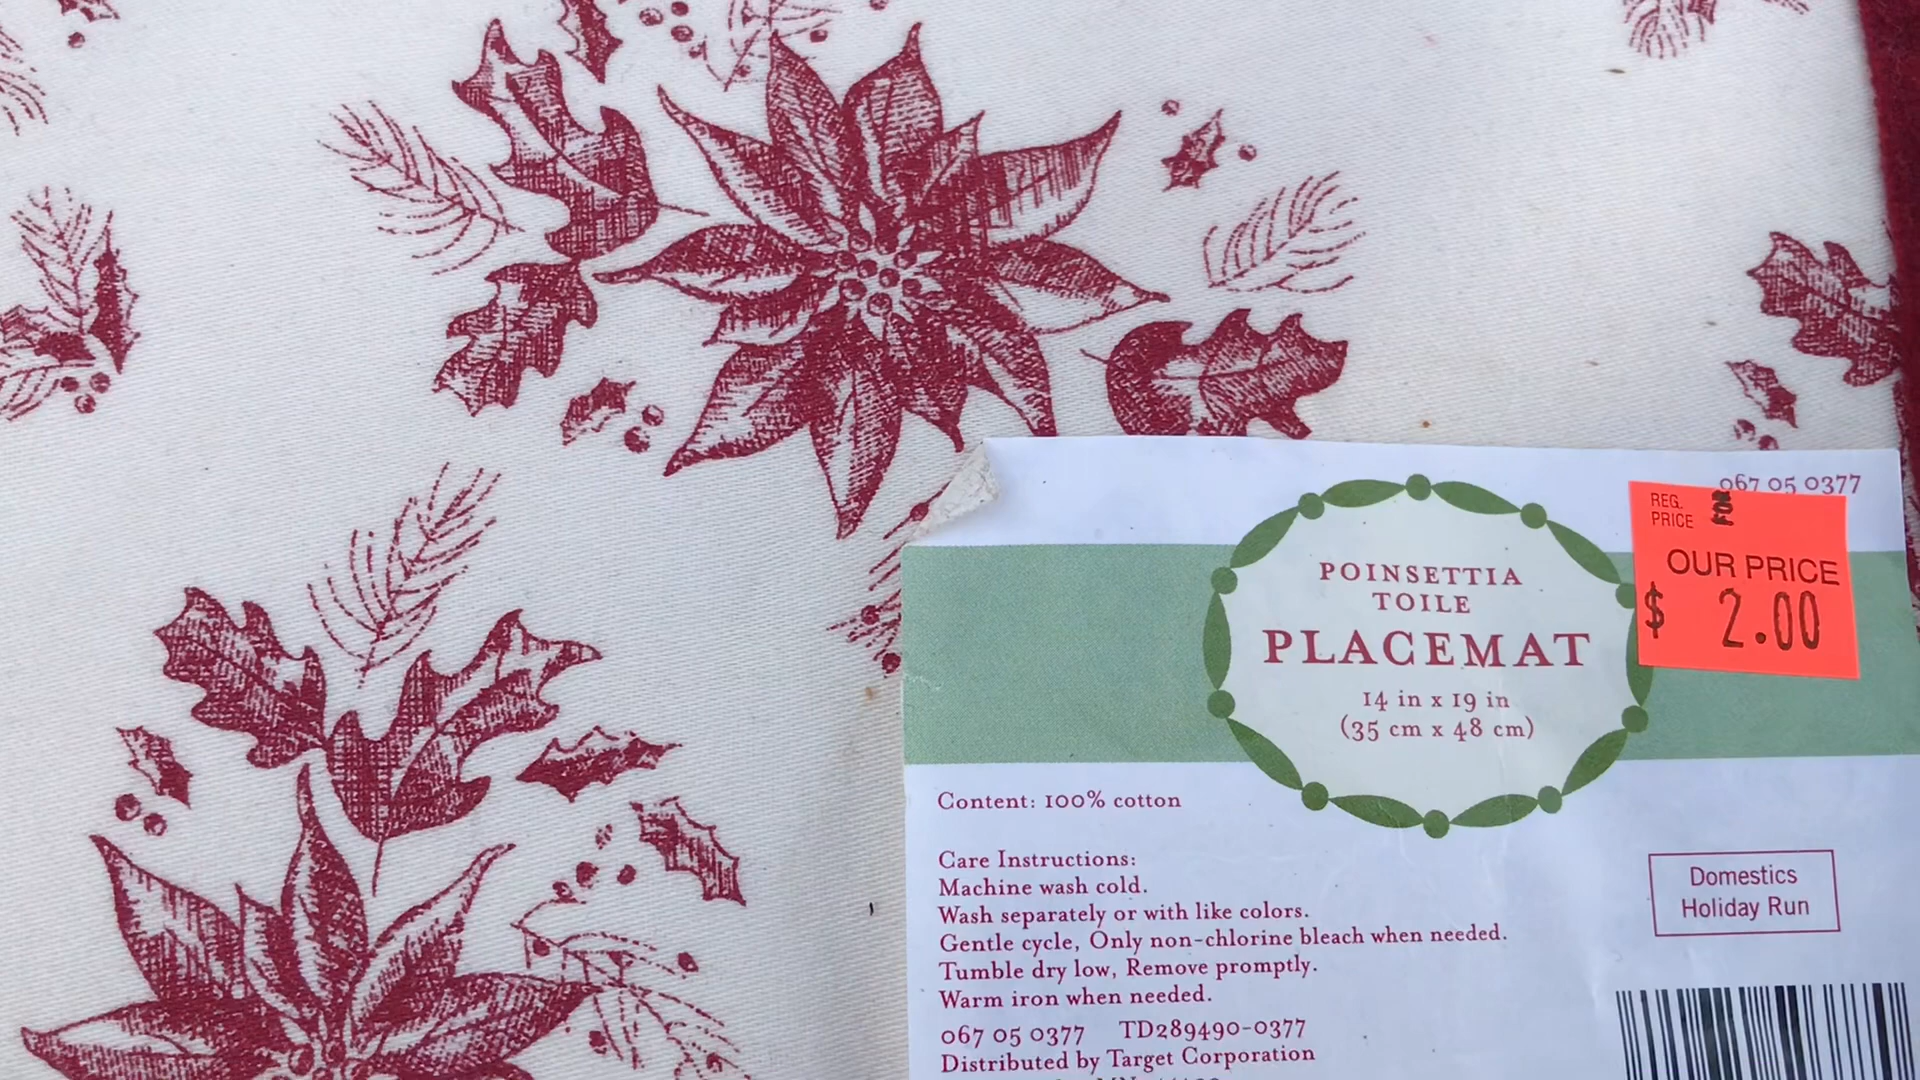 067 05 0377
REG. FOR
PRICE
OUR PRICE
$ 2.00
POINSETTIA
TOILE
PLACEMAT
14 in x 19 in
(35 cm x 48 cm)
Content: 100% cotton
Care Instructions:
Machine wash cold.
Wash separately or with like colors.
Gentle cycle, Only non-chlorine bleach when needed.
Tumble dry low, Remove promptly.
Warm iron when needed.
067 05 0377 TD289490-0377
Distributed by Target Corporation
Domestics
Holiday Run